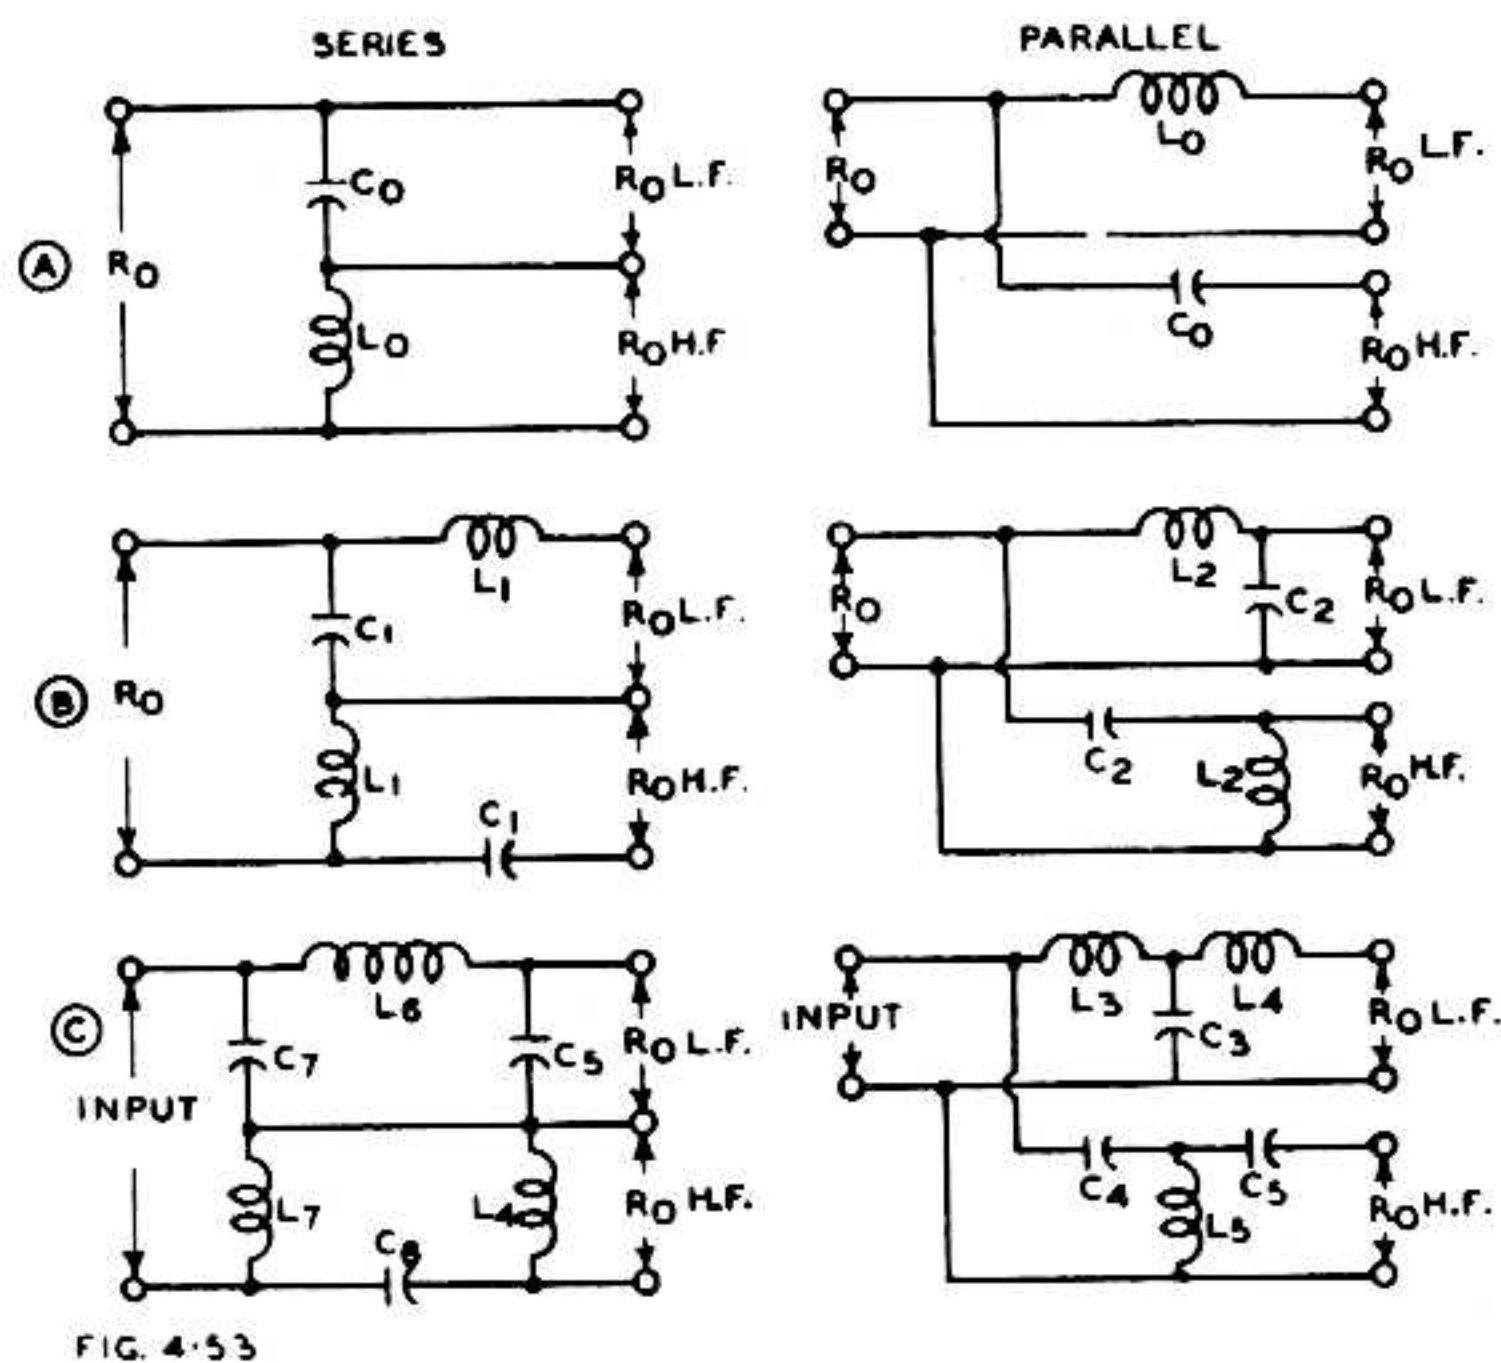 SERIES
PARALLEL
A
R0
C0
L0
R0 L.F.
R0 H.F
R0
L0
C0
R0 L.F.
R0 H.F.
B
R0
L1
C1
L1
C1
R0 L.F.
R0 H.F.
R0
L2
C2
C2
L2
R0 L.F.
R0 H.F.
C
INPUT
L6
C7
C5
L7
L4
C6
R0 L.F.
R0 H.F.
INPUT
L3
L4
C3
C4
C5
L5
R0 L.F.
R0 H.F.
FIG. 4·53